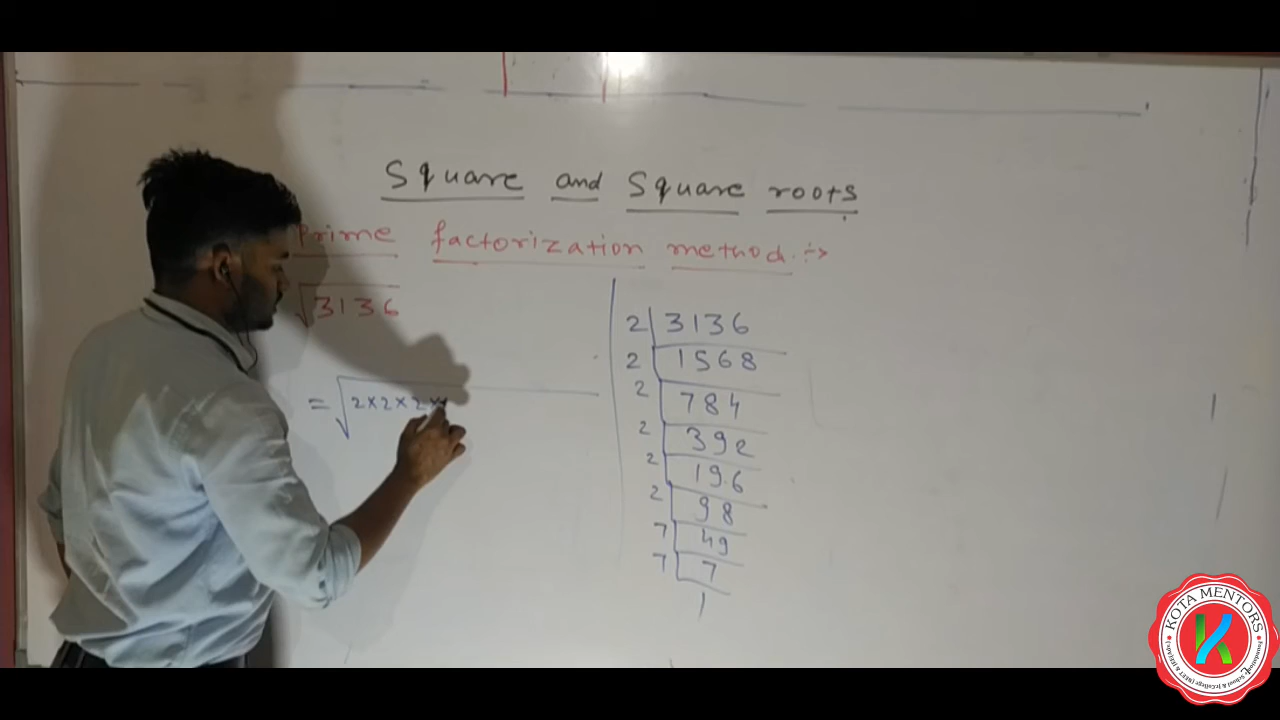 Square and Square roots
Prime factorization method :->
√3136
= √2×2×2×
2 | 3136
2 | 1568
2 | 784
2 | 392
2 | 196
2 | 98
7 | 49
7 | 7
1
KOTA MENTORS